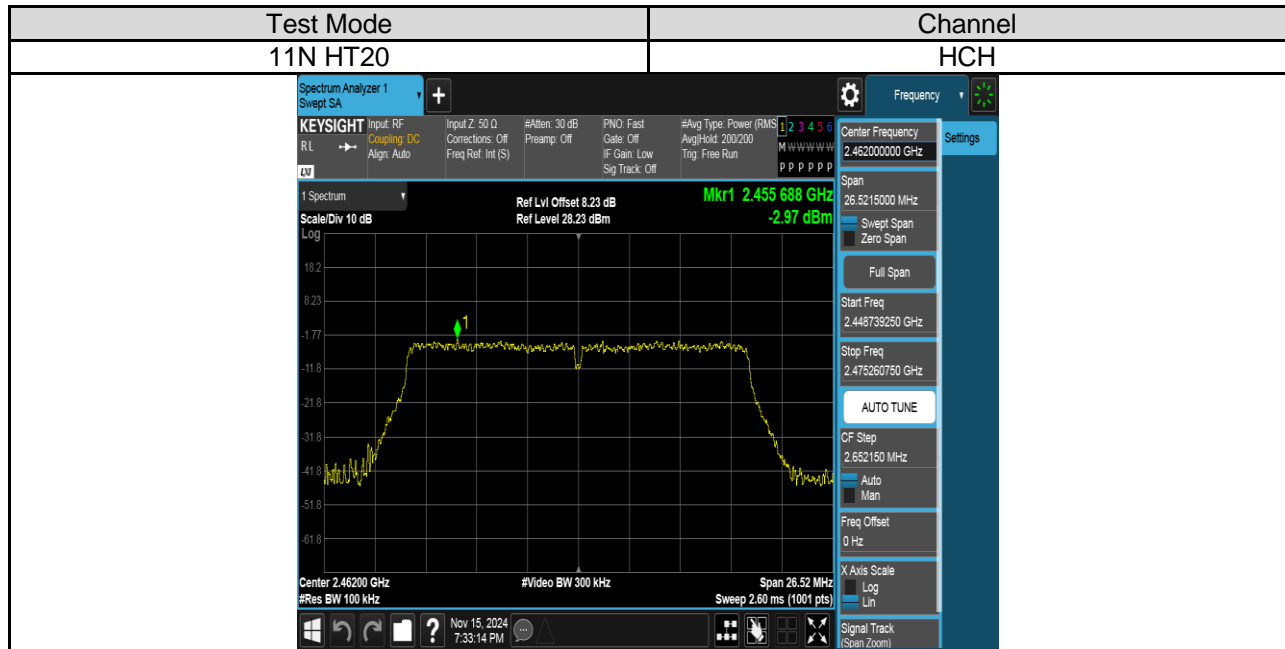 Test Mode Channel
11N HT20 HCH
Spectrum Analyzer 1
Swept SA
+
Frequency
KEYSIGHT
RL
LXI
Input: RF
Coupling: DC
Align: Auto
Input Z: 50 Ω
Corrections: Off
Freq Ref: Int (S)
#Atten: 30 dB
Preamp: Off
PNO: Fast
Gate: Off
IF Gain: Low
Sig Track: Off
#Avg Type: Power (RMS
Avg|Hold: 200/200
Trig: Free Run
1 2 3 4 5 6
M W W W W W
P P P P P P
1 Spectrum
Scale/Div 10 dB
Ref Lvl Offset 8.23 dB
Ref Level 28.23 dBm
Mkr1 2.455 688 GHz
-2.97 dBm
Log
18.2
8.23
-1.77
-11.8
-21.8
-31.8
-41.8
-51.8
-61.8
1
Center 2.46200 GHz
#Res BW 100 kHz
#Video BW 300 kHz
Span 26.52 MHz
Sweep 2.60 ms (1001 pts)
Center Frequency
2.462000000 GHz
Settings
Span
26.5215000 MHz
Swept Span
Zero Span
Full Span
Start Freq
2.448739250 GHz
Stop Freq
2.475260750 GHz
AUTO TUNE
CF Step
2.652150 MHz
Auto
Man
Freq Offset
0 Hz
X Axis Scale
Log
Lin
Signal Track
(Span Zoom)
?
Nov 15, 2024
7:33:14 PM